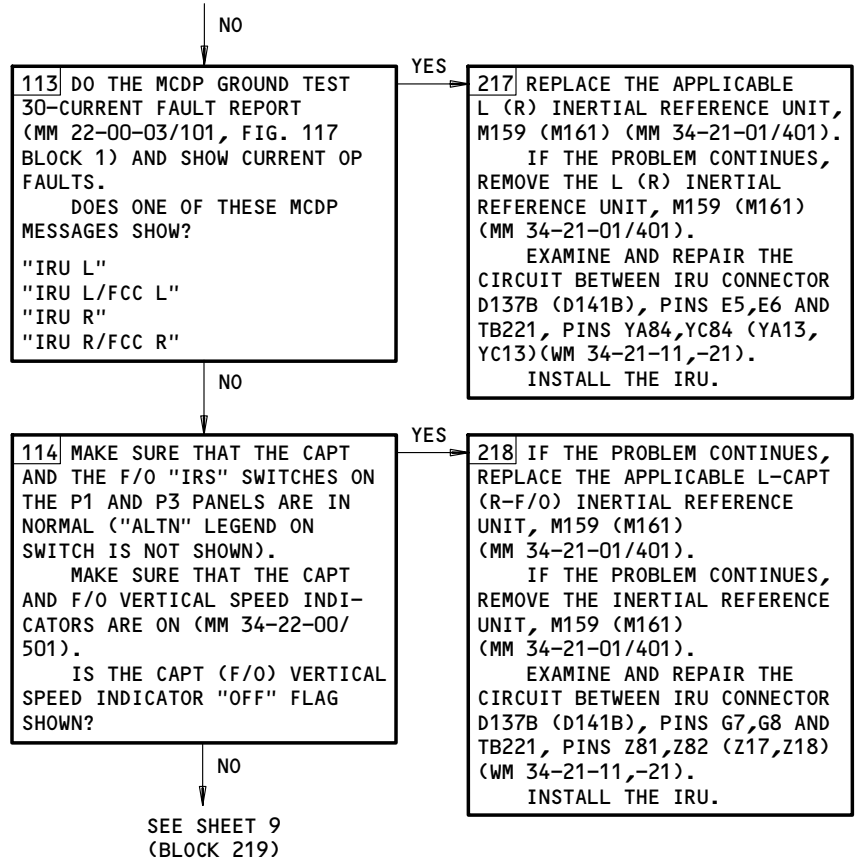 NO
113 DO THE MCDP GROUND TEST
30-CURRENT FAULT REPORT
(MM 22-00-03/101, FIG. 117
BLOCK 1) AND SHOW CURRENT OP
FAULTS.
DOES ONE OF THESE MCDP
MESSAGES SHOW?
"IRU L"
"IRU L/FCC L"
"IRU R"
"IRU R/FCC R"
YES
217 REPLACE THE APPLICABLE
L (R) INERTIAL REFERENCE UNIT,
M159 (M161) (MM 34-21-01/401).
IF THE PROBLEM CONTINUES,
REMOVE THE L (R) INERTIAL
REFERENCE UNIT, M159 (M161)
(MM 34-21-01/401).
EXAMINE AND REPAIR THE
CIRCUIT BETWEEN IRU CONNECTOR
D137B (D141B), PINS E5,E6 AND
TB221, PINS YA84,YC84 (YA13,
YC13)(WM 34-21-11,-21).
INSTALL THE IRU.
NO
114 MAKE SURE THAT THE CAPT
AND THE F/O "IRS" SWITCHES ON
THE P1 AND P3 PANELS ARE IN
NORMAL ("ALTN" LEGEND ON
SWITCH IS NOT SHOWN).
MAKE SURE THAT THE CAPT
AND F/O VERTICAL SPEED INDI-
CATORS ARE ON (MM 34-22-00/
501).
IS THE CAPT (F/O) VERTICAL
SPEED INDICATOR "OFF" FLAG
SHOWN?
YES
218 IF THE PROBLEM CONTINUES,
REPLACE THE APPLICABLE L-CAPT
(R-F/O) INERTIAL REFERENCE
UNIT, M159 (M161)
(MM 34-21-01/401).
IF THE PROBLEM CONTINUES,
REMOVE THE INERTIAL REFERENCE
UNIT, M159 (M161)
(MM 34-21-01/401).
EXAMINE AND REPAIR THE
CIRCUIT BETWEEN IRU CONNECTOR
D137B (D141B), PINS G7,G8 AND
TB221, PINS Z81,Z82 (Z17,Z18)
(WM 34-21-11,-21).
INSTALL THE IRU.
NO
SEE SHEET 9
(BLOCK 219)